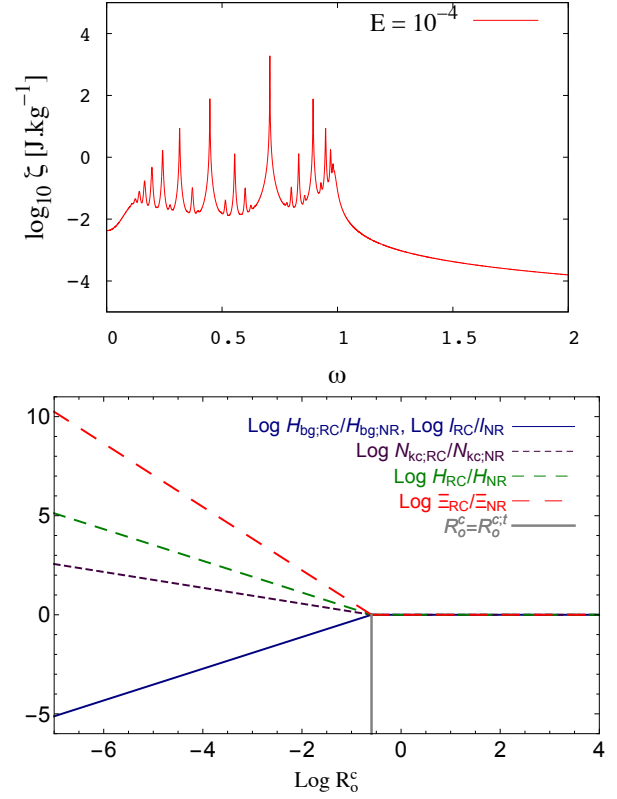 E = 10⁻⁴
4
2
0
−2
−4
log₁₀ ζ [J.kg⁻¹]
0 0.5 1 1.5 2
ω
Log H_bg;RC/H_bg;NR, Log l_RC/l_NR
Log N_kc;RC/N_kc;NR
Log H_RC/H_NR
Log Ξ_RC/Ξ_NR
R_o^c=R_o^c;t
10
5
0
−5
−6 −4 −2 0 2 4
Log R_o^c